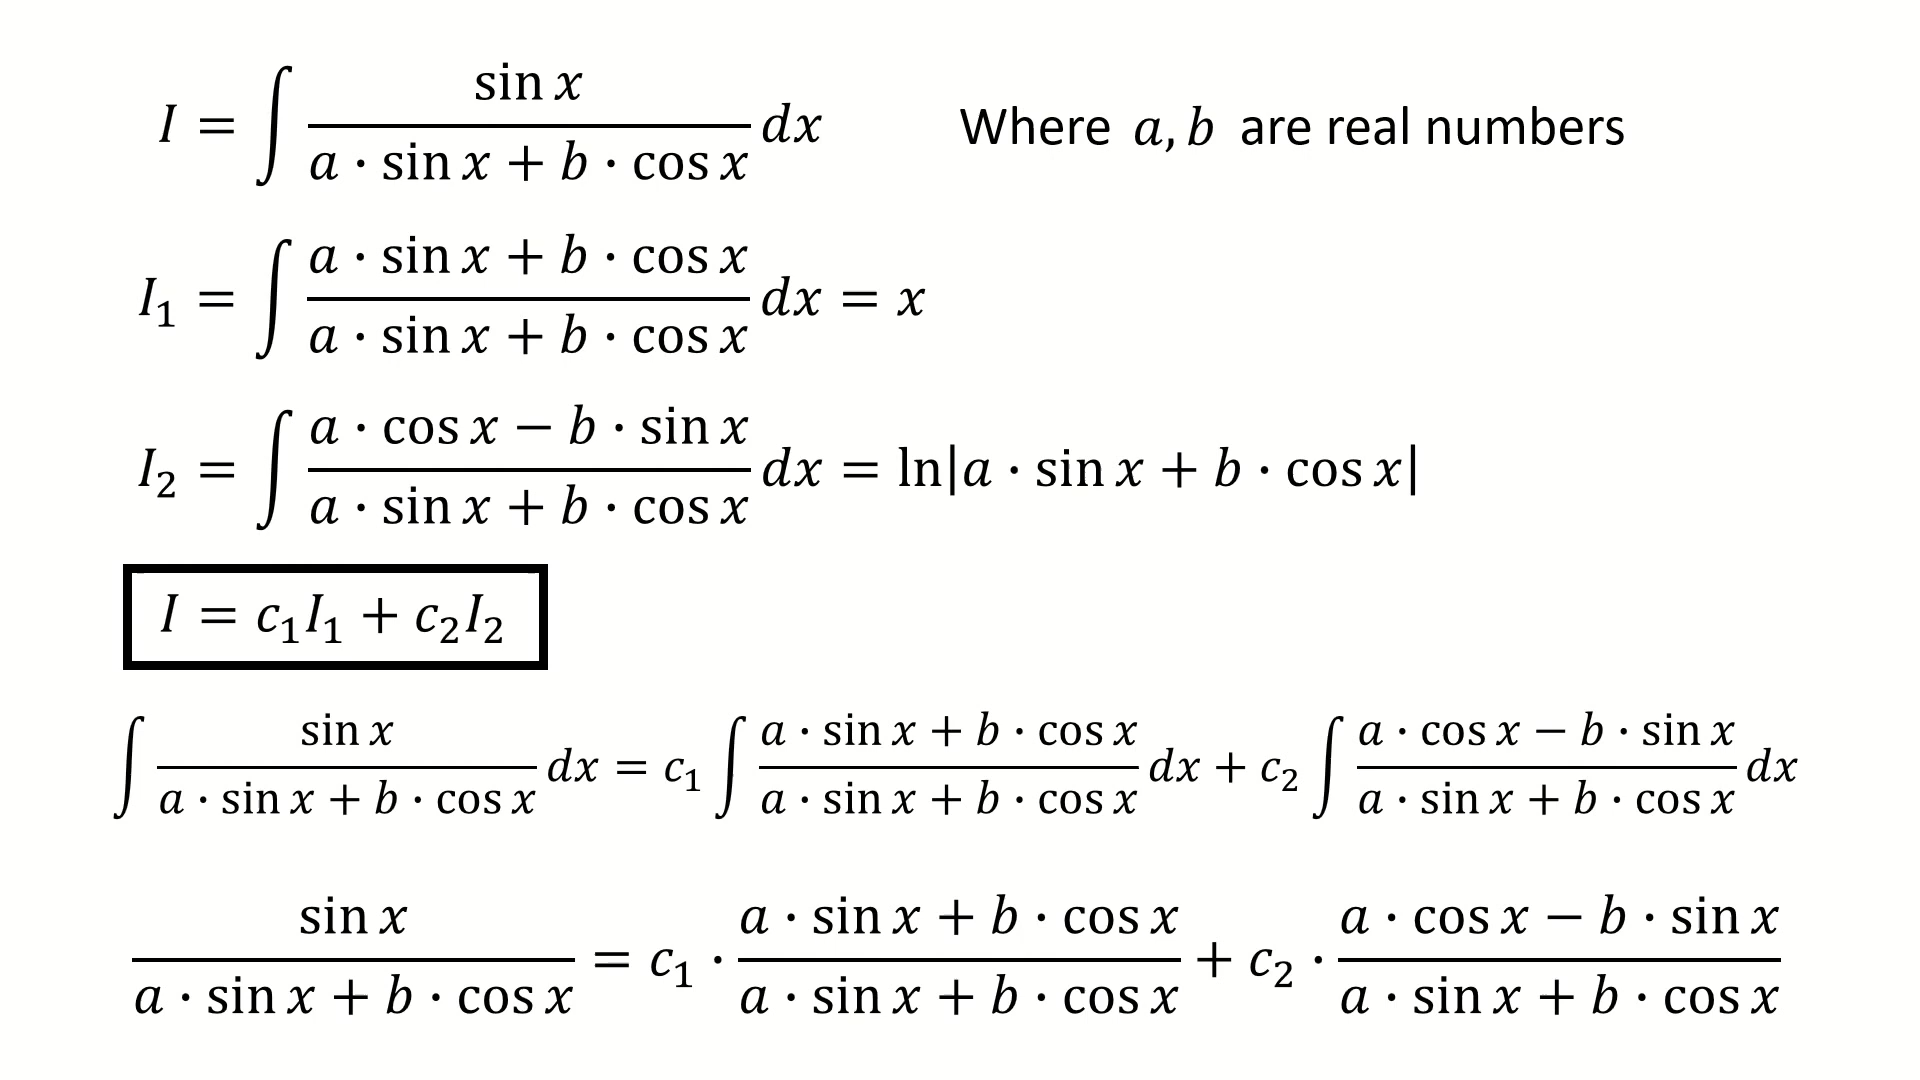 I = ∫ sin x / (a · sin x + b · cos x) dx Where a, b are real numbers
I₁ = ∫ (a · sin x + b · cos x) / (a · sin x + b · cos x) dx = x
I₂ = ∫ (a · cos x − b · sin x) / (a · sin x + b · cos x) dx = ln|a · sin x + b · cos x|
I = c₁I₁ + c₂I₂
∫ sin x / (a · sin x + b · cos x) dx = c₁ ∫ (a · sin x + b · cos x) / (a · sin x + b · cos x) dx + c₂ ∫ (a · cos x − b · sin x) / (a · sin x + b · cos x) dx
sin x / (a · sin x + b · cos x) = c₁ · (a · sin x + b · cos x) / (a · sin x + b · cos x) + c₂ · (a · cos x − b · sin x) / (a · sin x + b · cos x)